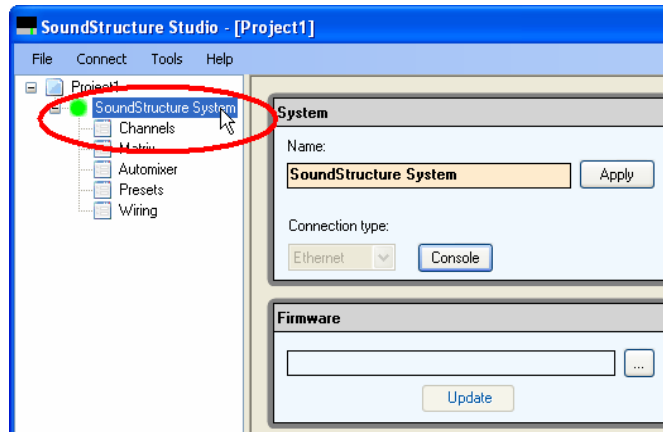 SoundStructure Studio - [Project1]
File Connect Tools Help
Project1
SoundStructure System
Channels
Matrix
Automixer
Presets
Wiring
System
Name:
SoundStructure System
Apply
Connection type:
Ethernet
Console
Firmware
...
Update